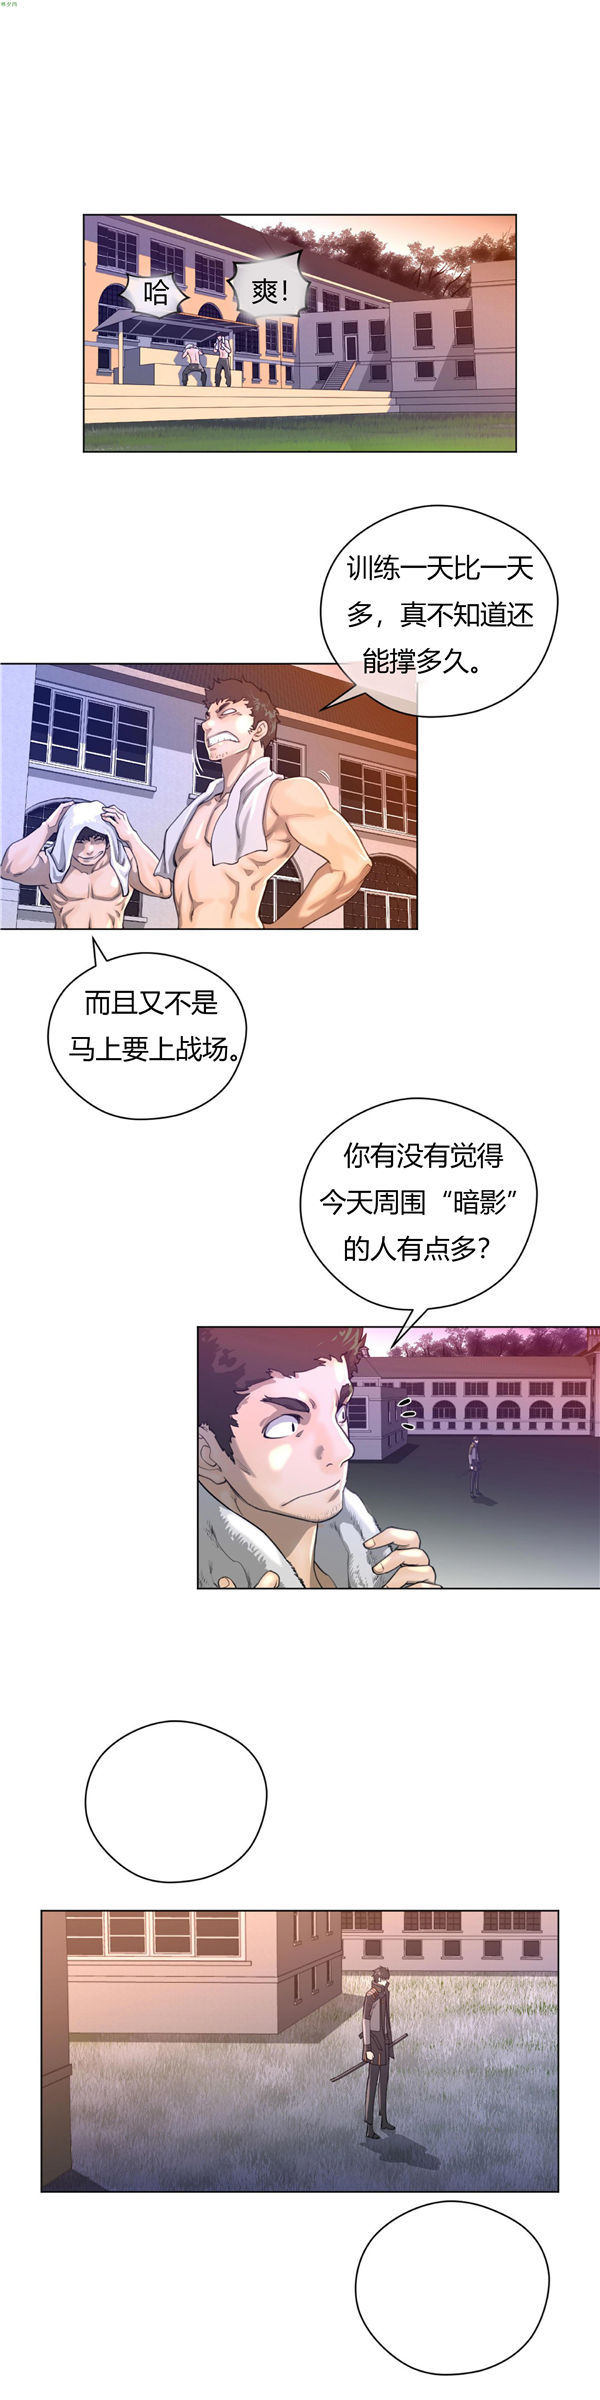 哈
爽！
训练一天比一天
多，真不知道还
能撑多久。
而且又不是
马上要上战场。
你有没有觉得
今天周围“暗影”
的人有点多？